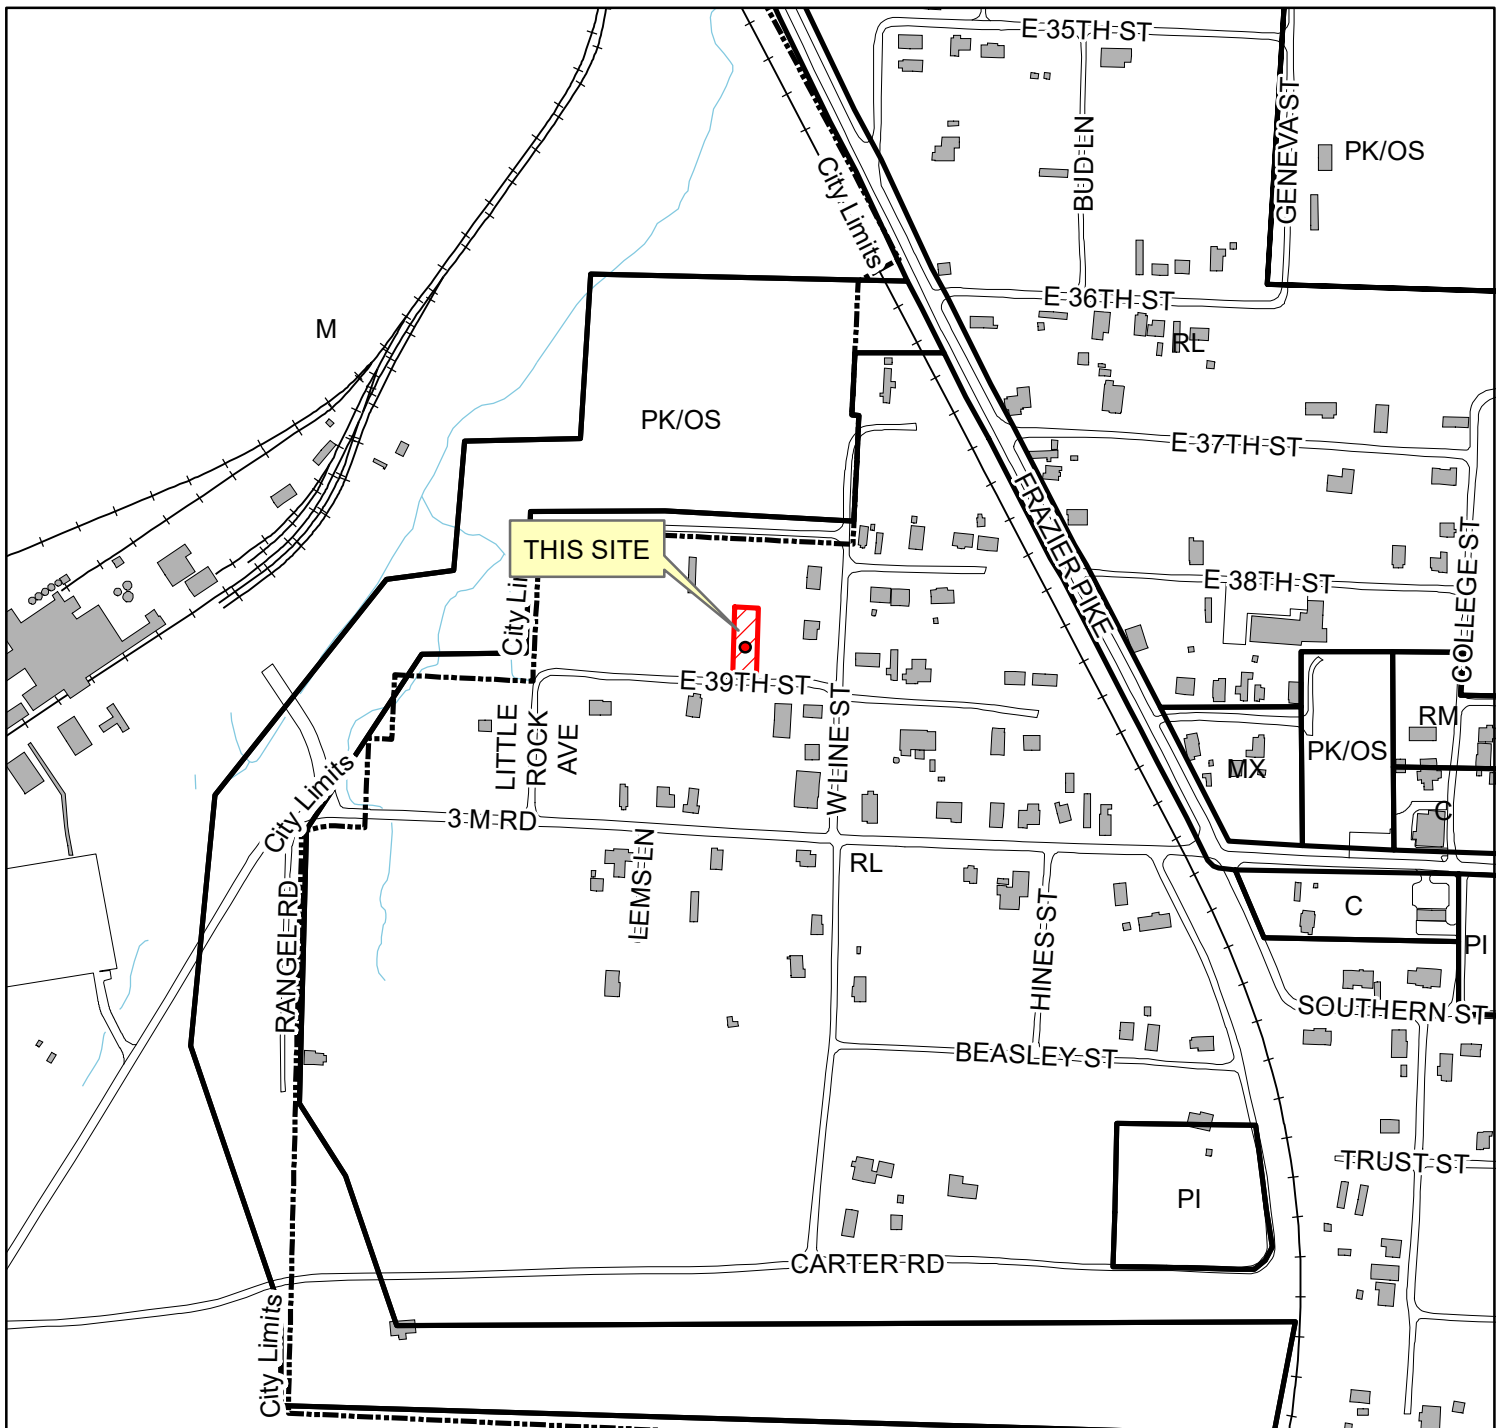 E 35TH ST
BUD LN
GENEVA ST
PK/OS
City Limits
E 36TH ST
M
RL
PK/OS
E 37TH ST
FRAZIER PIKE
THIS SITE
E 38TH ST
COLLEGE ST
City Li
E 39TH ST
LITTLE
ROCK
AVE
W LINE ST
RM
PK/OS
MX
C
City Limits
3 M RD
LEMS LN
RL
HINES ST
C
PI
RANGEL RD
SOUTHERN ST
BEASLEY ST
TRUST ST
PI
CARTER RD
City Limits